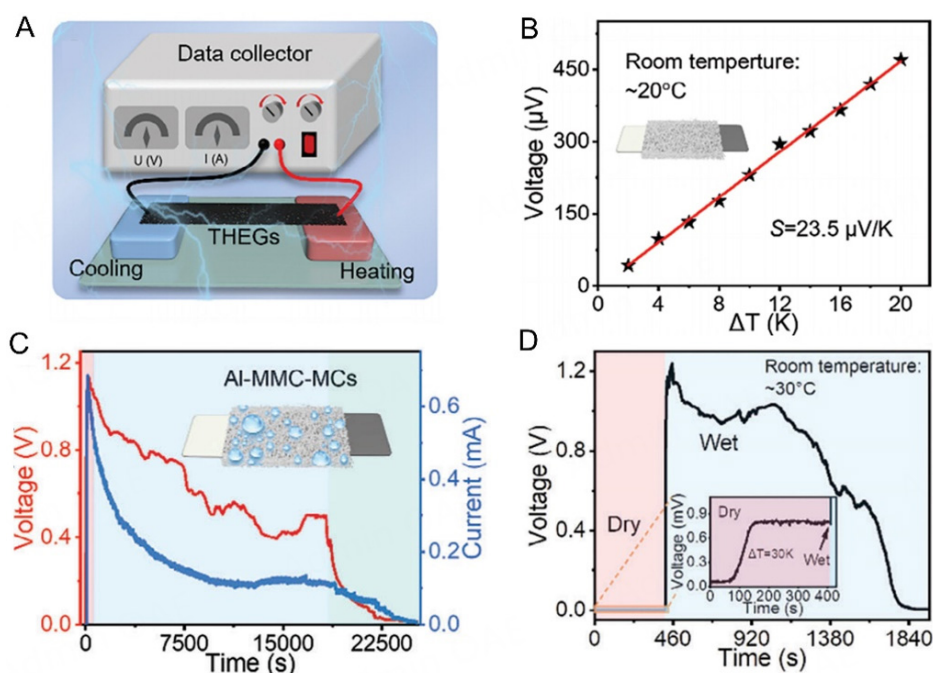 A
Data collector
U (V)
I (A)
THEGs
Cooling
Heating
B
Room temperture:
~20°C
S=23.5 μV/K
Voltage (μV)
450
300
150
0
0
4
8
12
16
20
ΔT (K)
C
Al-MMC-MCs
Voltage (V)
1.2
0.8
0.4
0.0
Current (mA)
0.6
0.4
0.2
0.0
0
7500
15000
22500
Time (s)
D
Room temperature:
~30°C
Wet
Dry
Voltage (V)
1.2
0.8
0.4
0.0
Dry
ΔT=30K
Wet
Voltage (mV)
0.9
0.6
0.3
0.0
0
100
200
300
400
Time (s)
0
460
920
1380
1840
Time (s)